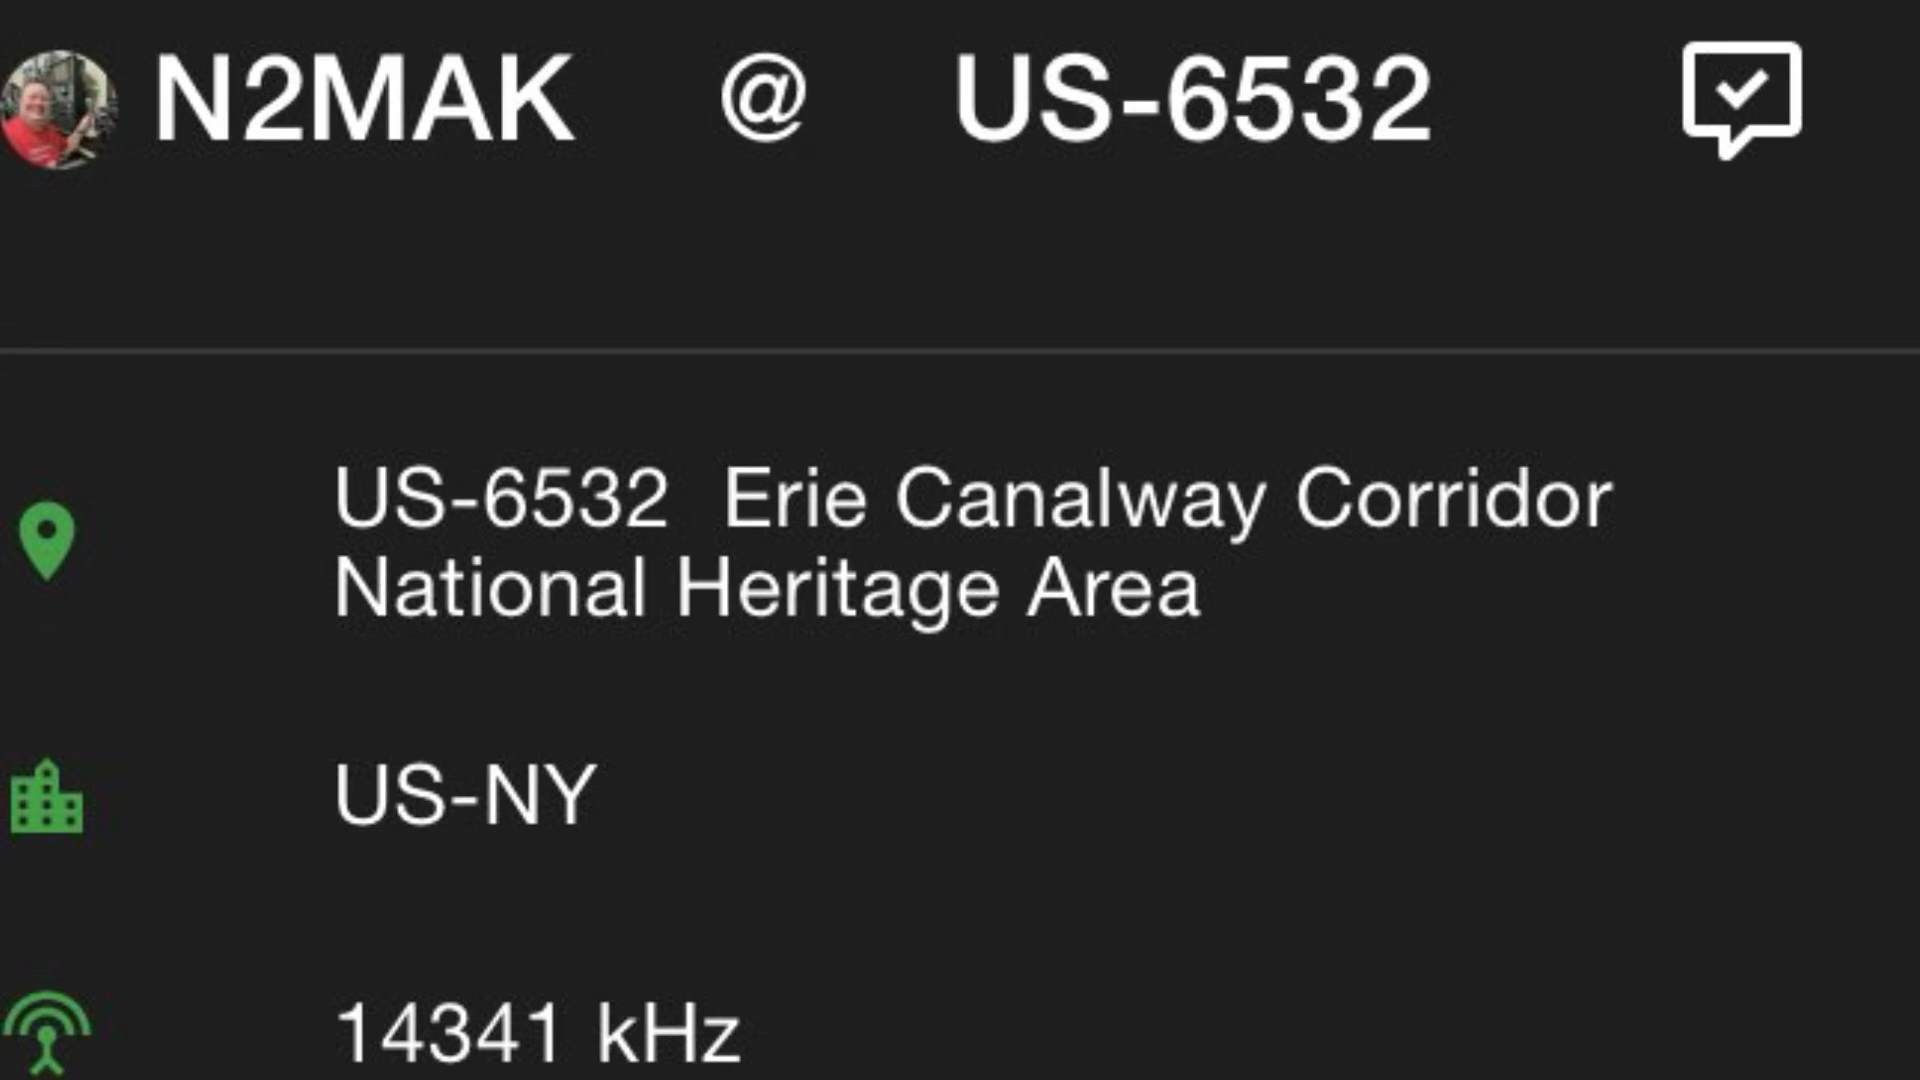 N2MAK @ US-6532
US-6532 Erie Canalway Corridor
National Heritage Area
US-NY
14341 kHz